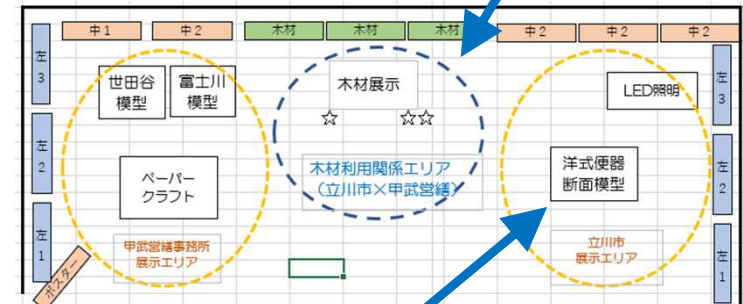 中1
中2
木材
木材
木材
中2
中2
中2
左
3
左
2
左
1
世田谷
模型
富士川
模型
ペーパー
クラフト
甲武営繕事務所
展示エリア
ポスター
木材展示
☆
☆☆
木材利用関係エリア
(立川市×甲武営繕)
LED照明
洋式便器
断面模型
立川市
展示エリア
左
3
左
2
左
1